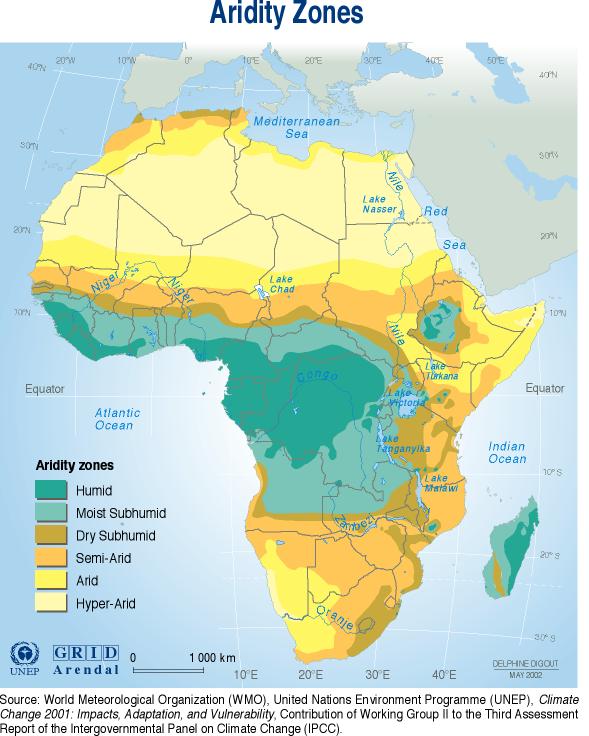 Aridity Zones
40°N
20°W
10°W
0°
10°E
20°E
30°E
40°E
50°E
40°N
Mediterranean
Sea
30°N
30°N
Nile
Lake
Nasser
Red
Sea
20°N
20°N
Niger
Niger
Lake
Chad
10°N
10°N
Nile
Lake
Turkana
Equator
Congo
Lake
Victoria
Equator
Atlantic
Ocean
Lake
Tanganyika
Indian
Ocean
Aridity zones
Humid
Moist Subhumid
Dry Subhumid
Semi-Arid
Arid
Hyper-Arid
10°S
Lake
Malawi
Zambezi
20°S
Oranje
30°S
UNEP
GRID
Arendal
0 1 000 km
10°E
20°E
30°E
40°E
DELPHINE DIGOUT
MAY 2002
Source: World Meteorological Organization (WMO), United Nations Environment Programme (UNEP), Climate
Change 2001: Impacts, Adaptation, and Vulnerability, Contribution of Working Group II to the Third Assessment
Report of the Intergovernmental Panel on Climate Change (IPCC).